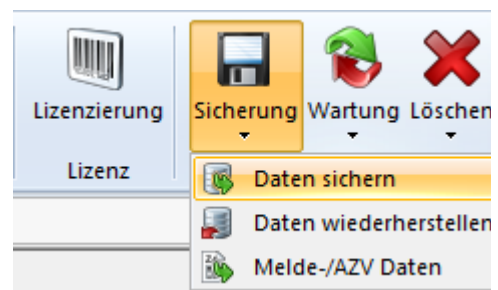 Lizenzierung
Sicherung
Wartung
Löschen
Lizenz
Daten sichern
Daten wiederherstellen
Melde-/AZV Daten